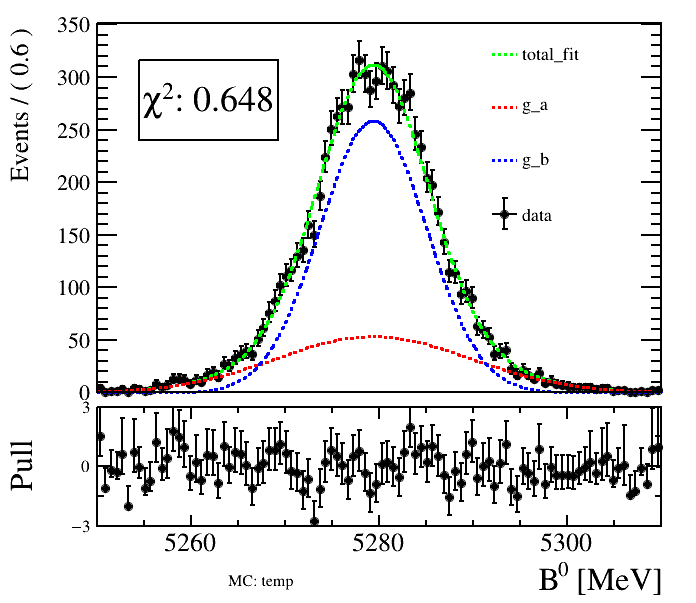 350
300
250
200
150
100
50
0
Events / ( 0.6 )
χ²: 0.648
total_fit
g_a
g_b
data
3
0
−3
Pull
5260 5280 5300
MC: temp
B⁰ [MeV]